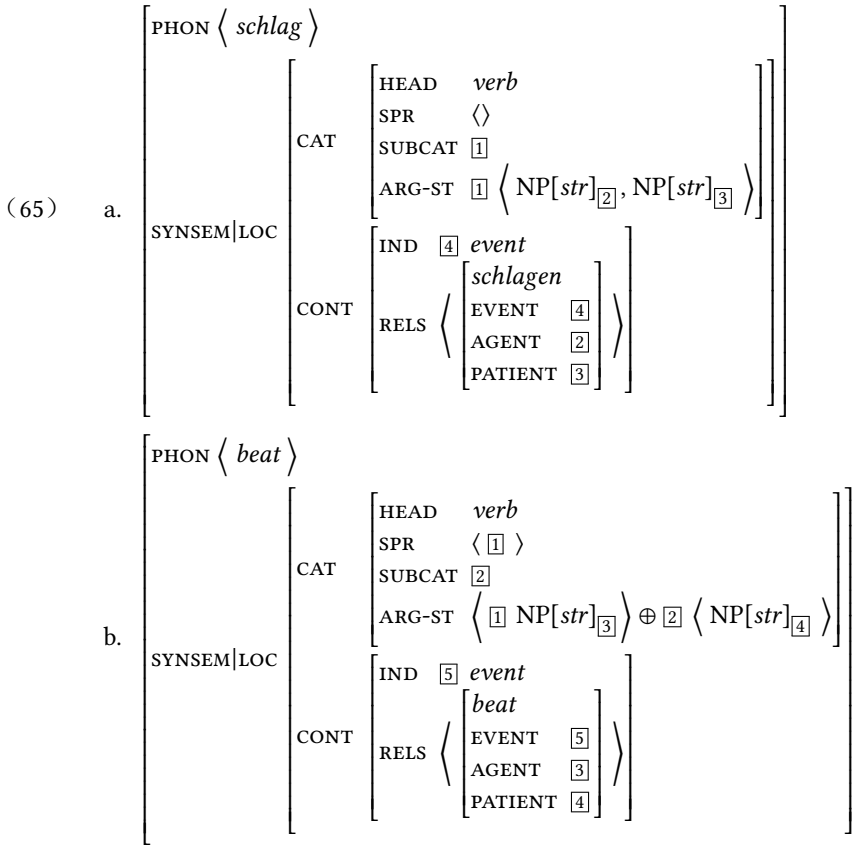 PHON ⟨ schlag ⟩
HEAD verb
SPR ⟨⟩
CAT
SUBCAT 1
ARG-ST 1 ⟨ NP[str]2 , NP[str]3 ⟩
（65） a.
SYNSEM|LOC
IND 4 event
schlagen
CONT
EVENT 4
RELS ⟨ ⟩
AGENT 2
PATIENT 3
PHON ⟨ beat ⟩
HEAD verb
SPR ⟨ 1 ⟩
CAT
SUBCAT 2
ARG-ST ⟨ 1 NP[str]3 ⟩ ⊕ 2 ⟨ NP[str]4 ⟩
b.
SYNSEM|LOC
IND 5 event
beat
CONT
EVENT 5
RELS ⟨ ⟩
AGENT 3
PATIENT 4